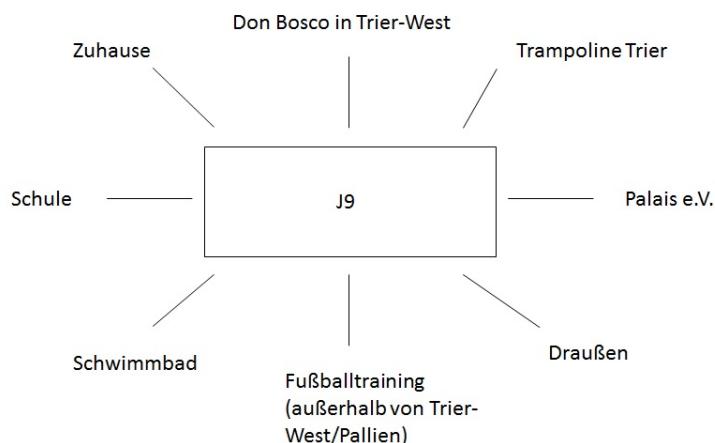 Don Bosco in Trier-West
Zuhause
Trampoline Trier
Schule
J9
Palais e.V.
Schwimmbad
Draußen
Fußballtraining
(außerhalb von Trier-
West/Pallien)